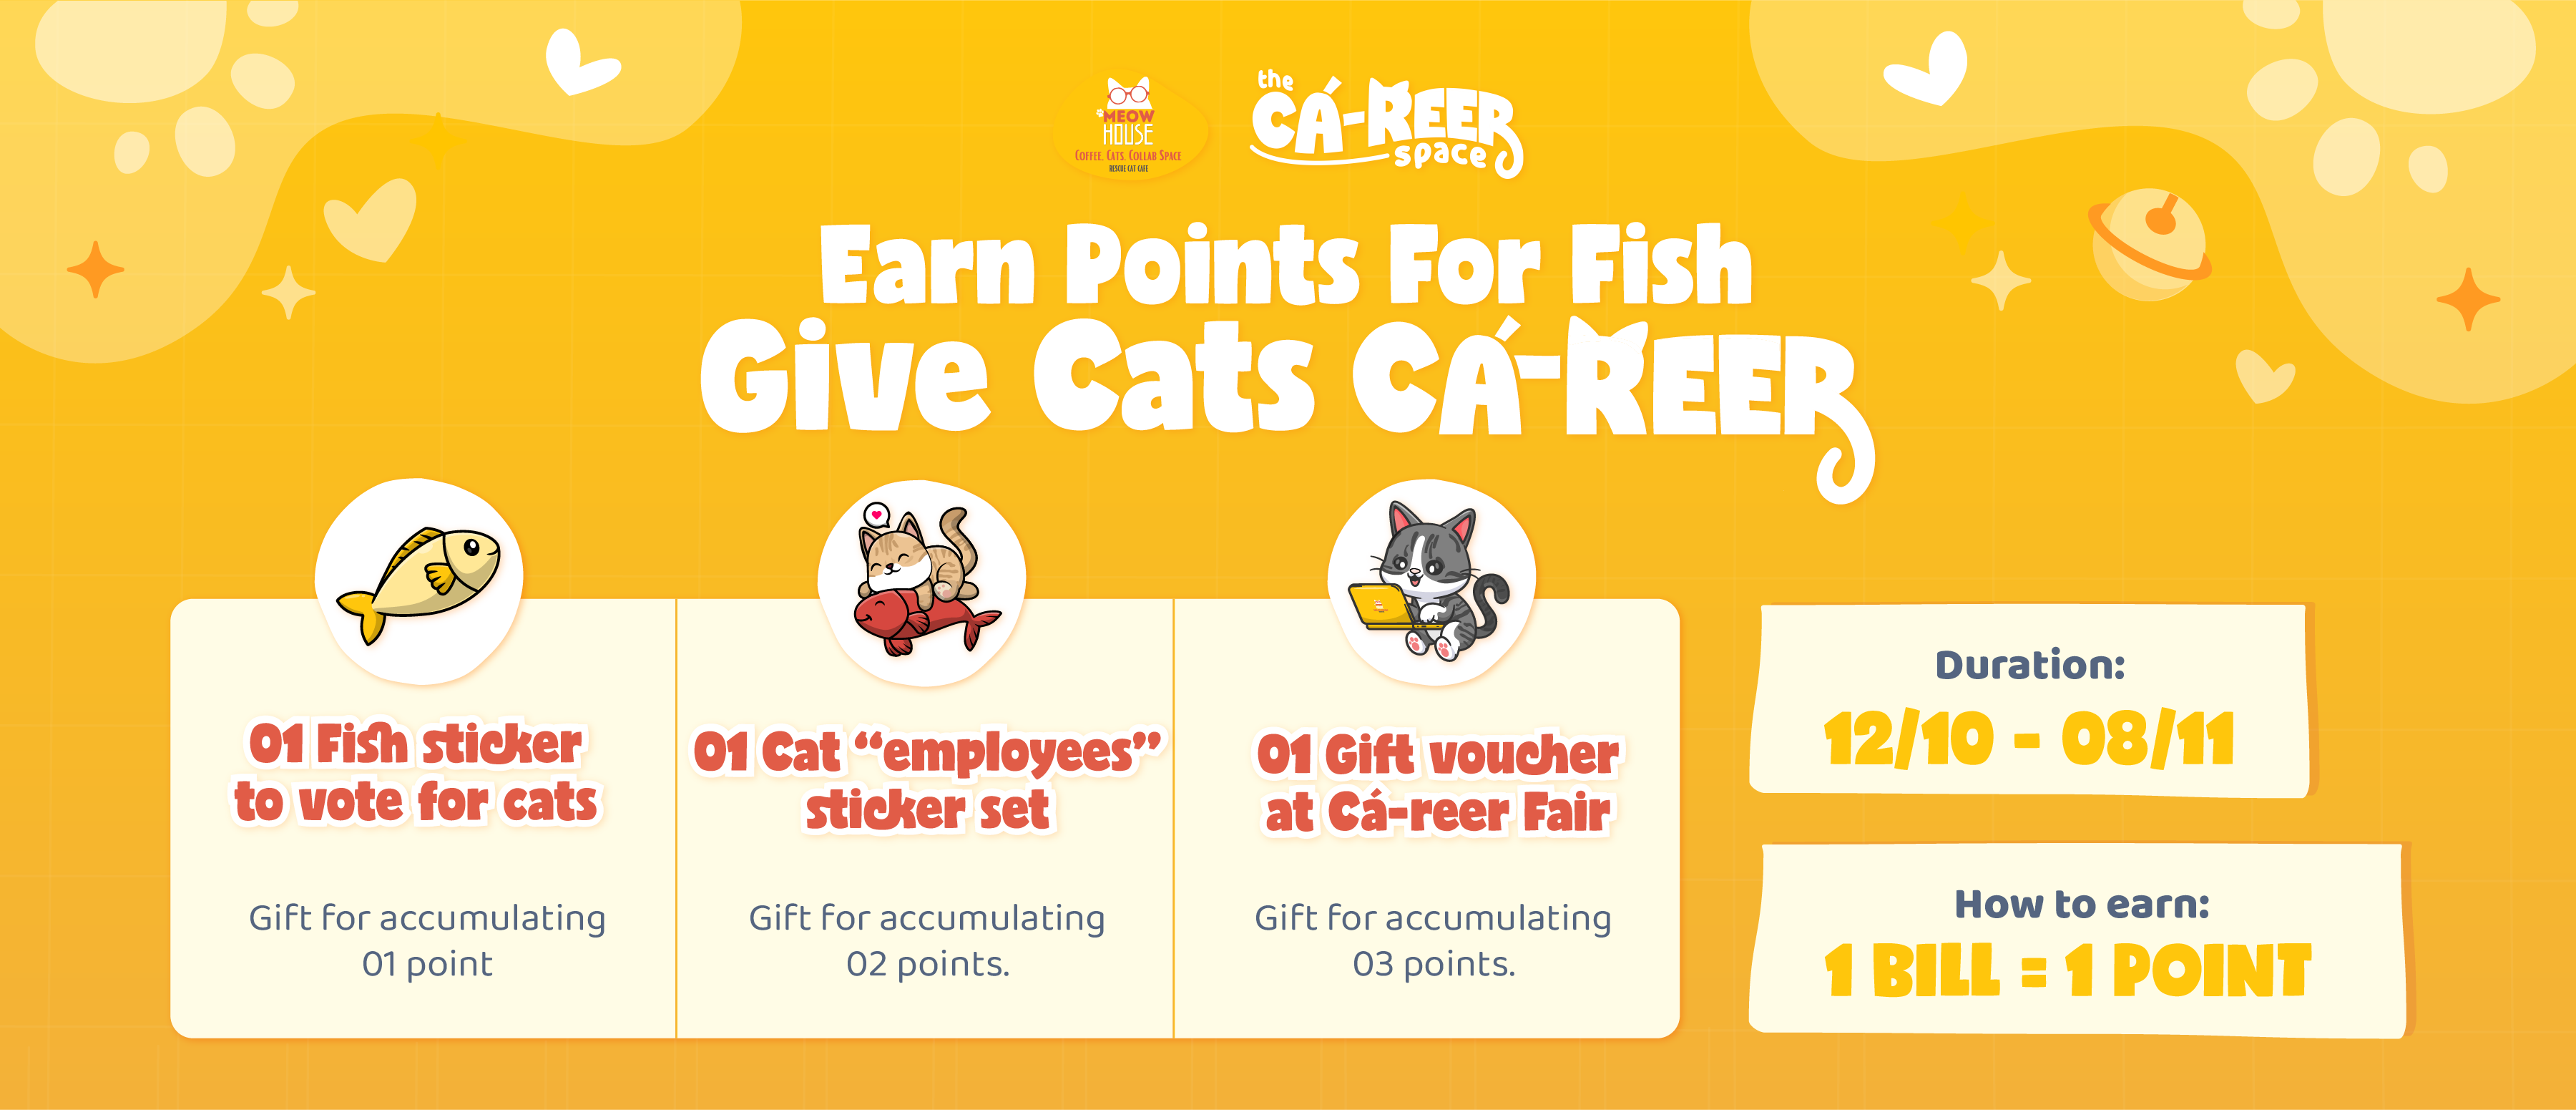 MEOW
HOUSE
COFFEE. CATS. COLLAB SPACE
RESCUE CAT CAFE
the
CÁ-REER
space
Earn Points For Fish
Give Cats CÁ-REER
01 Fish sticker
to vote for cats
Gift for accumulating
01 point
01 Cat “employees”
sticker set
Gift for accumulating
02 points.
01 Gift voucher
at Cá-reer Fair
Gift for accumulating
03 points.
Duration:
12/10 - 08/11
How to earn:
1 BILL = 1 POINT